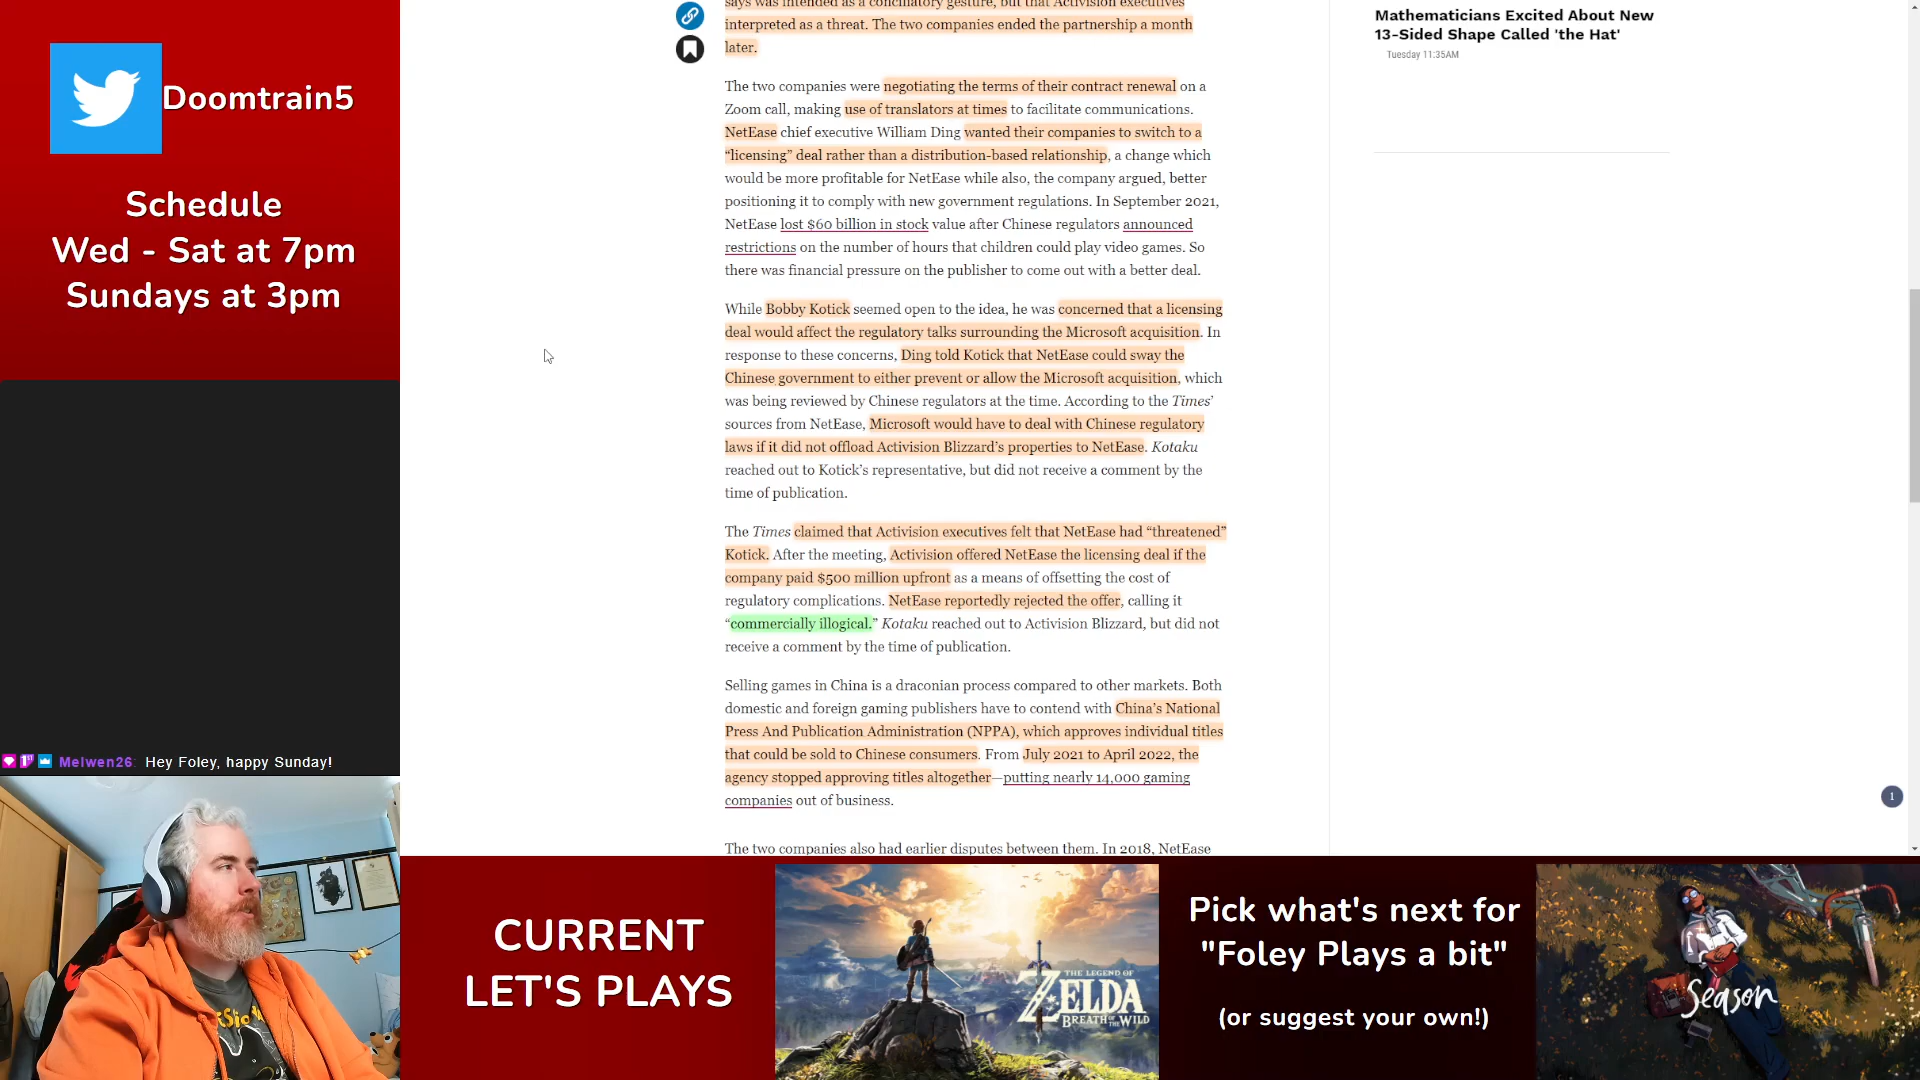 Doomtrain5
Schedule
Wed - Sat at 7pm
Sundays at 3pm
Melwen26: Hey Foley, happy Sunday!
says was intended as a conciliatory gesture, but that Activision executives
interpreted as a threat. The two companies ended the partnership a month
later.
The two companies were negotiating the terms of their contract renewal on a
Zoom call, making use of translators at times to facilitate communications.
NetEase chief executive William Ding wanted their companies to switch to a
“licensing” deal rather than a distribution-based relationship, a change which
would be more profitable for NetEase while also, the company argued, better
positioning it to comply with new government regulations. In September 2021,
NetEase lost $60 billion in stock value after Chinese regulators announced
restrictions on the number of hours that children could play video games. So
there was financial pressure on the publisher to come out with a better deal.
While Bobby Kotick seemed open to the idea, he was concerned that a licensing
deal would affect the regulatory talks surrounding the Microsoft acquisition. In
response to these concerns, Ding told Kotick that NetEase could sway the
Chinese government to either prevent or allow the Microsoft acquisition, which
was being reviewed by Chinese regulators at the time. According to the Times’
sources from NetEase, Microsoft would have to deal with Chinese regulatory
laws if it did not offload Activision Blizzard’s properties to NetEase. Kotaku
reached out to Kotick’s representative, but did not receive a comment by the
time of publication.
The Times claimed that Activision executives felt that NetEase had “threatened”
Kotick. After the meeting, Activision offered NetEase the licensing deal if the
company paid $500 million upfront as a means of offsetting the cost of
regulatory complications. NetEase reportedly rejected the offer, calling it
“commercially illogical.” Kotaku reached out to Activision Blizzard, but did not
receive a comment by the time of publication.
Selling games in China is a draconian process compared to other markets. Both
domestic and foreign gaming publishers have to contend with China’s National
Press And Publication Administration (NPPA), which approves individual titles
that could be sold to Chinese consumers. From July 2021 to April 2022, the
agency stopped approving titles altogether—putting nearly 14,000 gaming
companies out of business.
The two companies also had earlier disputes between them. In 2018, NetEase
Mathematicians Excited About New
13-Sided Shape Called 'the Hat'
Tuesday 11:35AM
1
CURRENT
LET'S PLAYS
THE LEGEND OF
ZELDA
BREATH OF THE WILD
Pick what's next for
"Foley Plays a bit"
(or suggest your own!)
Season